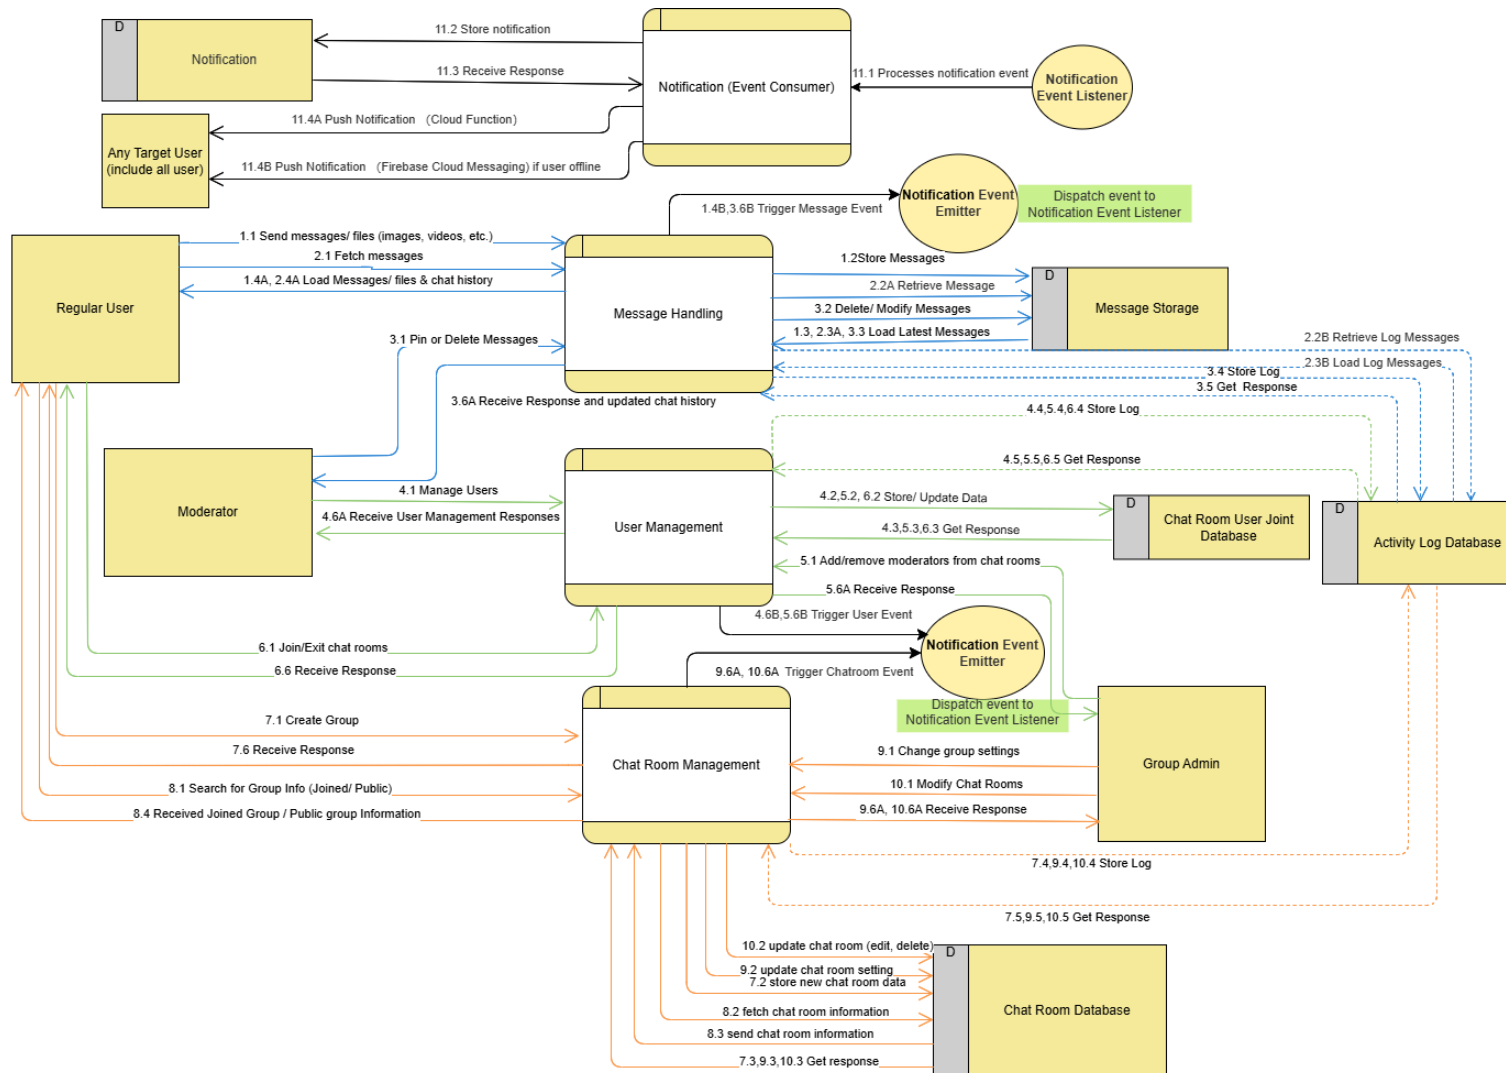 D
Notification
11.2 Store notification
11.3 Receive Response
Notification (Event Consumer)
11.1 Processes notification event
Notification
Event Listener
11.4A Push Notification （Cloud Function）
11.4B Push Notification （Firebase Cloud Messaging) if user offline
Any Target User
(include all user)
1.4B,3.6B Trigger Message Event
Notification Event
Emitter
Dispatch event to
Notification Event Listener
Regular User
1.1 Send messages/ files (images, videos, etc.)
2.1 Fetch messages
1.4A, 2.4A Load Messages/ files & chat history
3.1 Pin or Delete Messages
Message Handling
1.2Store Messages
2.2A Retrieve Message
3.2 Delete/ Modify Messages
1.3, 2.3A, 3.3 Load Latest Messages
D
Message Storage
2.2B Retrieve Log Messages
2.3B Load Log Messages
3.4 Store Log
3.5 Get Response
3.6A Receive Response and updated chat history
4.4,5.4,6.4 Store Log
4.5,5.5,6.5 Get Response
Moderator
4.1 Manage Users
4.6A Receive User Management Responses
User Management
4.2,5.2, 6.2 Store/ Update Data
4.3,5.3,6.3 Get Response
D
Chat Room User Joint
Database
D
Activity Log Database
5.1 Add/remove moderators from chat rooms
5.6A Receive Response
4.6B,5.6B Trigger User Event
Notification Event
Emitter
Dispatch event to
Notification Event Listener
6.1 Join/Exit chat rooms
6.6 Receive Response
9.6A, 10.6A Trigger Chatroom Event
7.1 Create Group
7.6 Receive Response
8.1 Search for Group Info (Joined/ Public)
8.4 Received Joined Group / Public group Information
Chat Room Management
9.1 Change group settings
10.1 Modify Chat Rooms
9.6A, 10.6A Receive Response
Group Admin
7.4,9.4,10.4 Store Log
7.5,9.5,10.5 Get Response
10.2 update chat room (edit, delete)
9.2 update chat room setting
7.2 store new chat room data
8.2 fetch chat room information
8.3 send chat room information
7.3,9.3,10.3 Get response
D
Chat Room Database